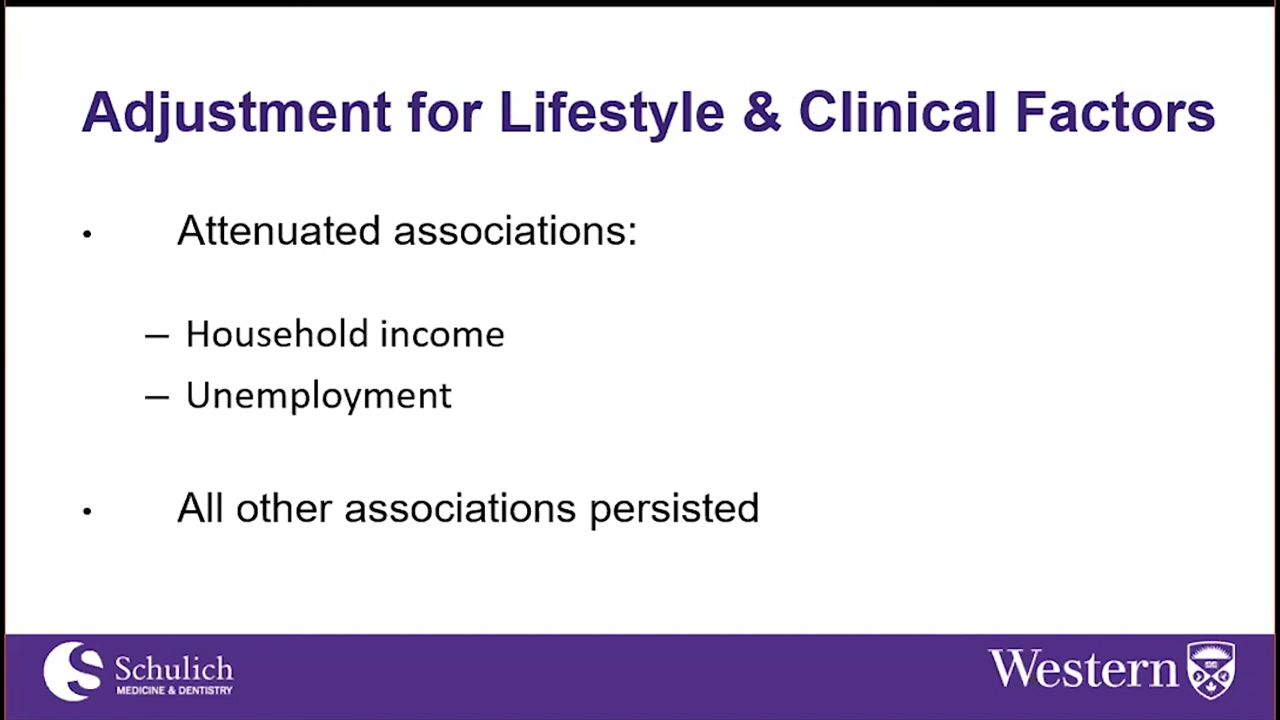 Adjustment for Lifestyle & Clinical Factors
• Attenuated associations:
– Household income
– Unemployment
• All other associations persisted
Schulich
MEDICINE & DENTISTRY
Western